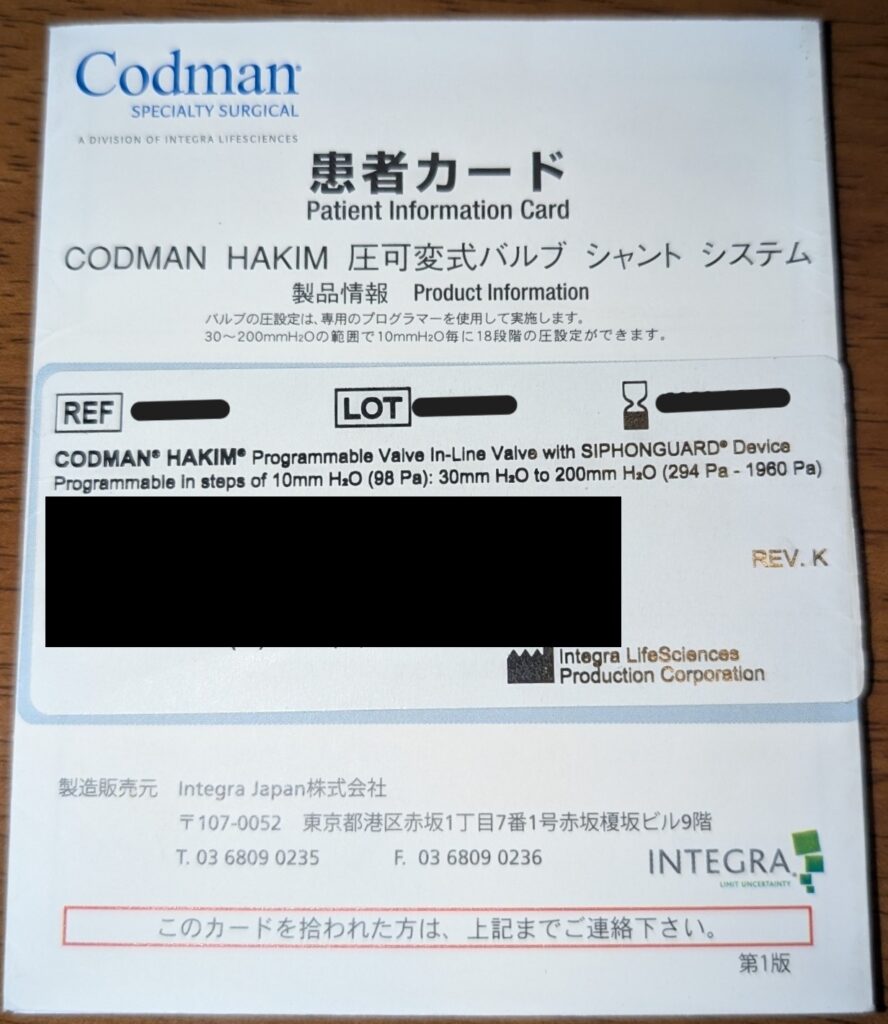 Codman®
SPECIALTY SURGICAL
A DIVISION OF INTEGRA LIFESCIENCES
患者カード
Patient Information Card
CODMAN HAKIM 圧可変式バルブ シャント システム
製品情報 Product Information
バルブの圧設定は、専用のプログラマーを使用して実施します。
30～200mmH₂Oの範囲で10mmH₂O毎に18段階の圧設定ができます。
REF LOT
CODMAN® HAKIM® Programmable Valve In-Line Valve with SIPHONGUARD® Device
Programmable in steps of 10mm H₂O (98 Pa): 30mm H₂O to 200mm H₂O (294 Pa - 1960 Pa)
REV. K
Integra LifeSciences
Production Corporation
製造販売元 Integra Japan株式会社
〒107-0052 東京都港区赤坂1丁目7番1号赤坂榎坂ビル9階
T. 03 6809 0235 F. 03 6809 0236
INTEGRA®
LIMIT UNCERTAINTY
このカードを拾われた方は、上記までご連絡下さい。
第1版